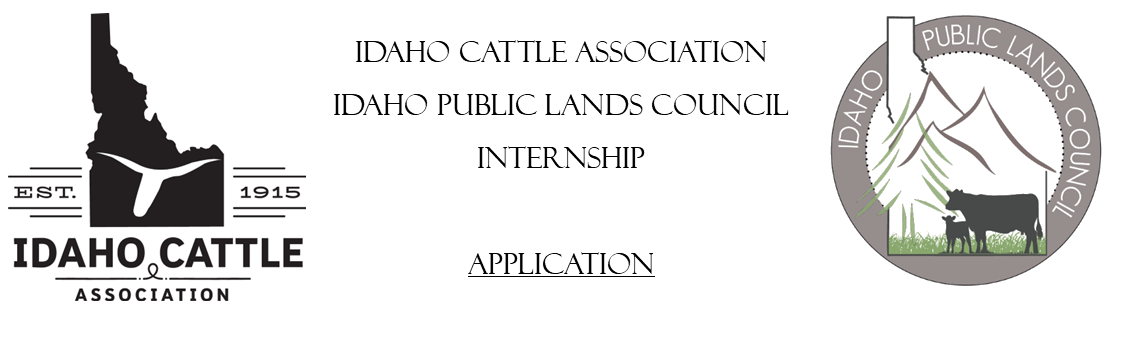 EST. 1915
IDAHO CATTLE
ASSOCIATION
IDAHO CATTLE ASSOCIATION
IDAHO PUBLIC LANDS COUNCIL
INTERNSHIP
APPLICATION
IDAHO PUBLIC LANDS COUNCIL